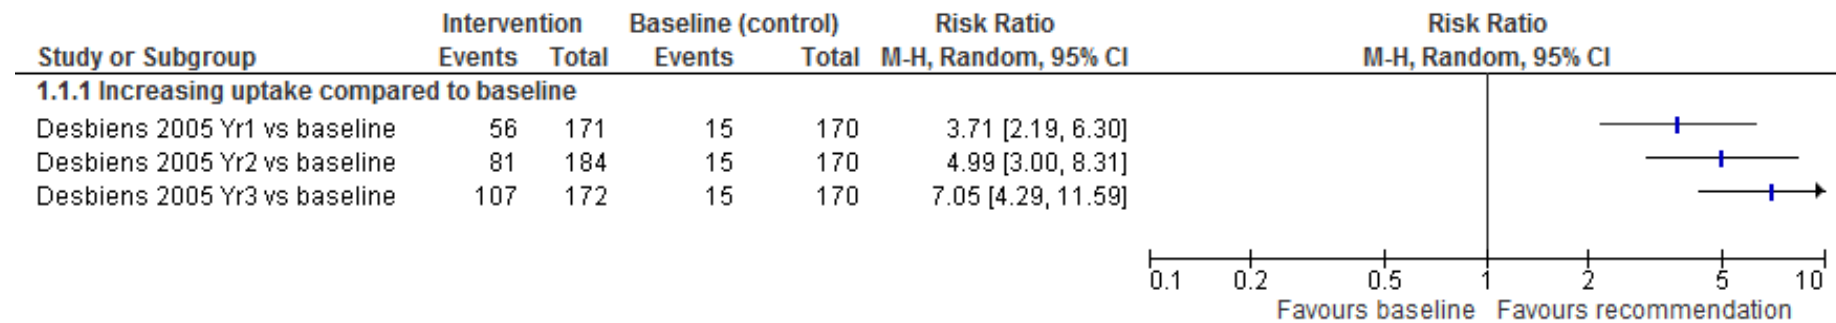 Intervention Baseline (control) Risk Ratio Risk Ratio
Study or Subgroup Events Total Events Total M-H, Random, 95% CI M-H, Random, 95% CI
1.1.1 Increasing uptake compared to baseline
Desbiens 2005 Yr1 vs baseline 56 171 15 170 3.71 [2.19, 6.30]
Desbiens 2005 Yr2 vs baseline 81 184 15 170 4.99 [3.00, 8.31]
Desbiens 2005 Yr3 vs baseline 107 172 15 170 7.05 [4.29, 11.59]
0.1 0.2 0.5 1 2 5 10
Favours baseline Favours recommendation